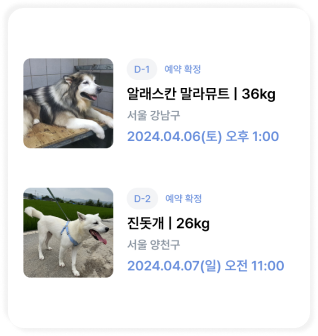 D-1 예약 확정
알래스칸 말라뮤트 | 36kg
서울 강남구
2024.04.06(토) 오후 1:00
D-2 예약 확정
진돗개 | 26kg
서울 양천구
2024.04.07(일) 오전 11:00